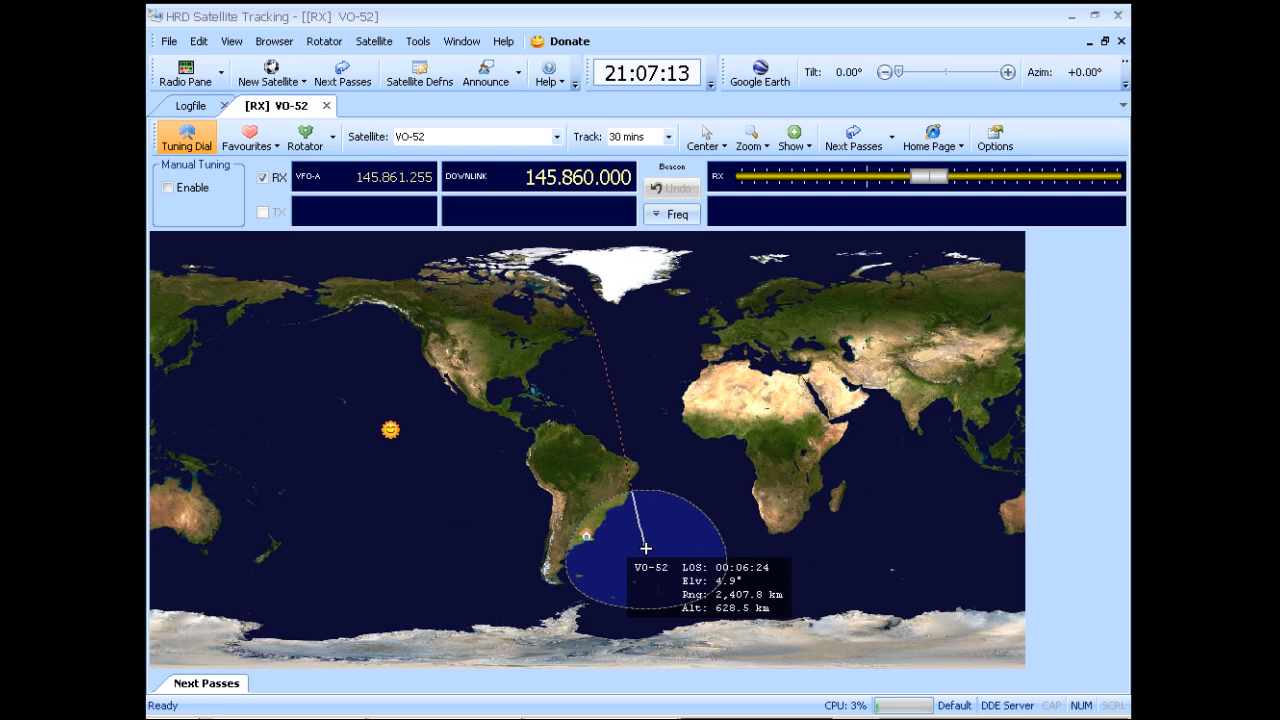 HRD Satellite Tracking - [[RX] VO-52]
File Edit View Browser Rotator Satellite Tools Window Help Donate
Radio Pane New Satellite Next Passes Satellite Defns Announce Help 21:07:13 Google Earth Tilt: 0.00° Azim: +0.00°
Logfile [RX] VO-52
Tuning Dial Favourites Rotator Satellite: VO-52 Track: 30 mins Center Zoom Show Next Passes Home Page Options
Manual Tuning
Enable
RX VFO-A 145.861.255 DOWNLINK 145.860.000
TX
Beacon
Undo
Freq
RX
VO-52 LOS: 00:06:24
Elv: 4.9°
Rng: 2,407.8 km
Alt: 628.5 km
Next Passes
Ready CPU: 3% Default DDE Server CAP NUM SCRL